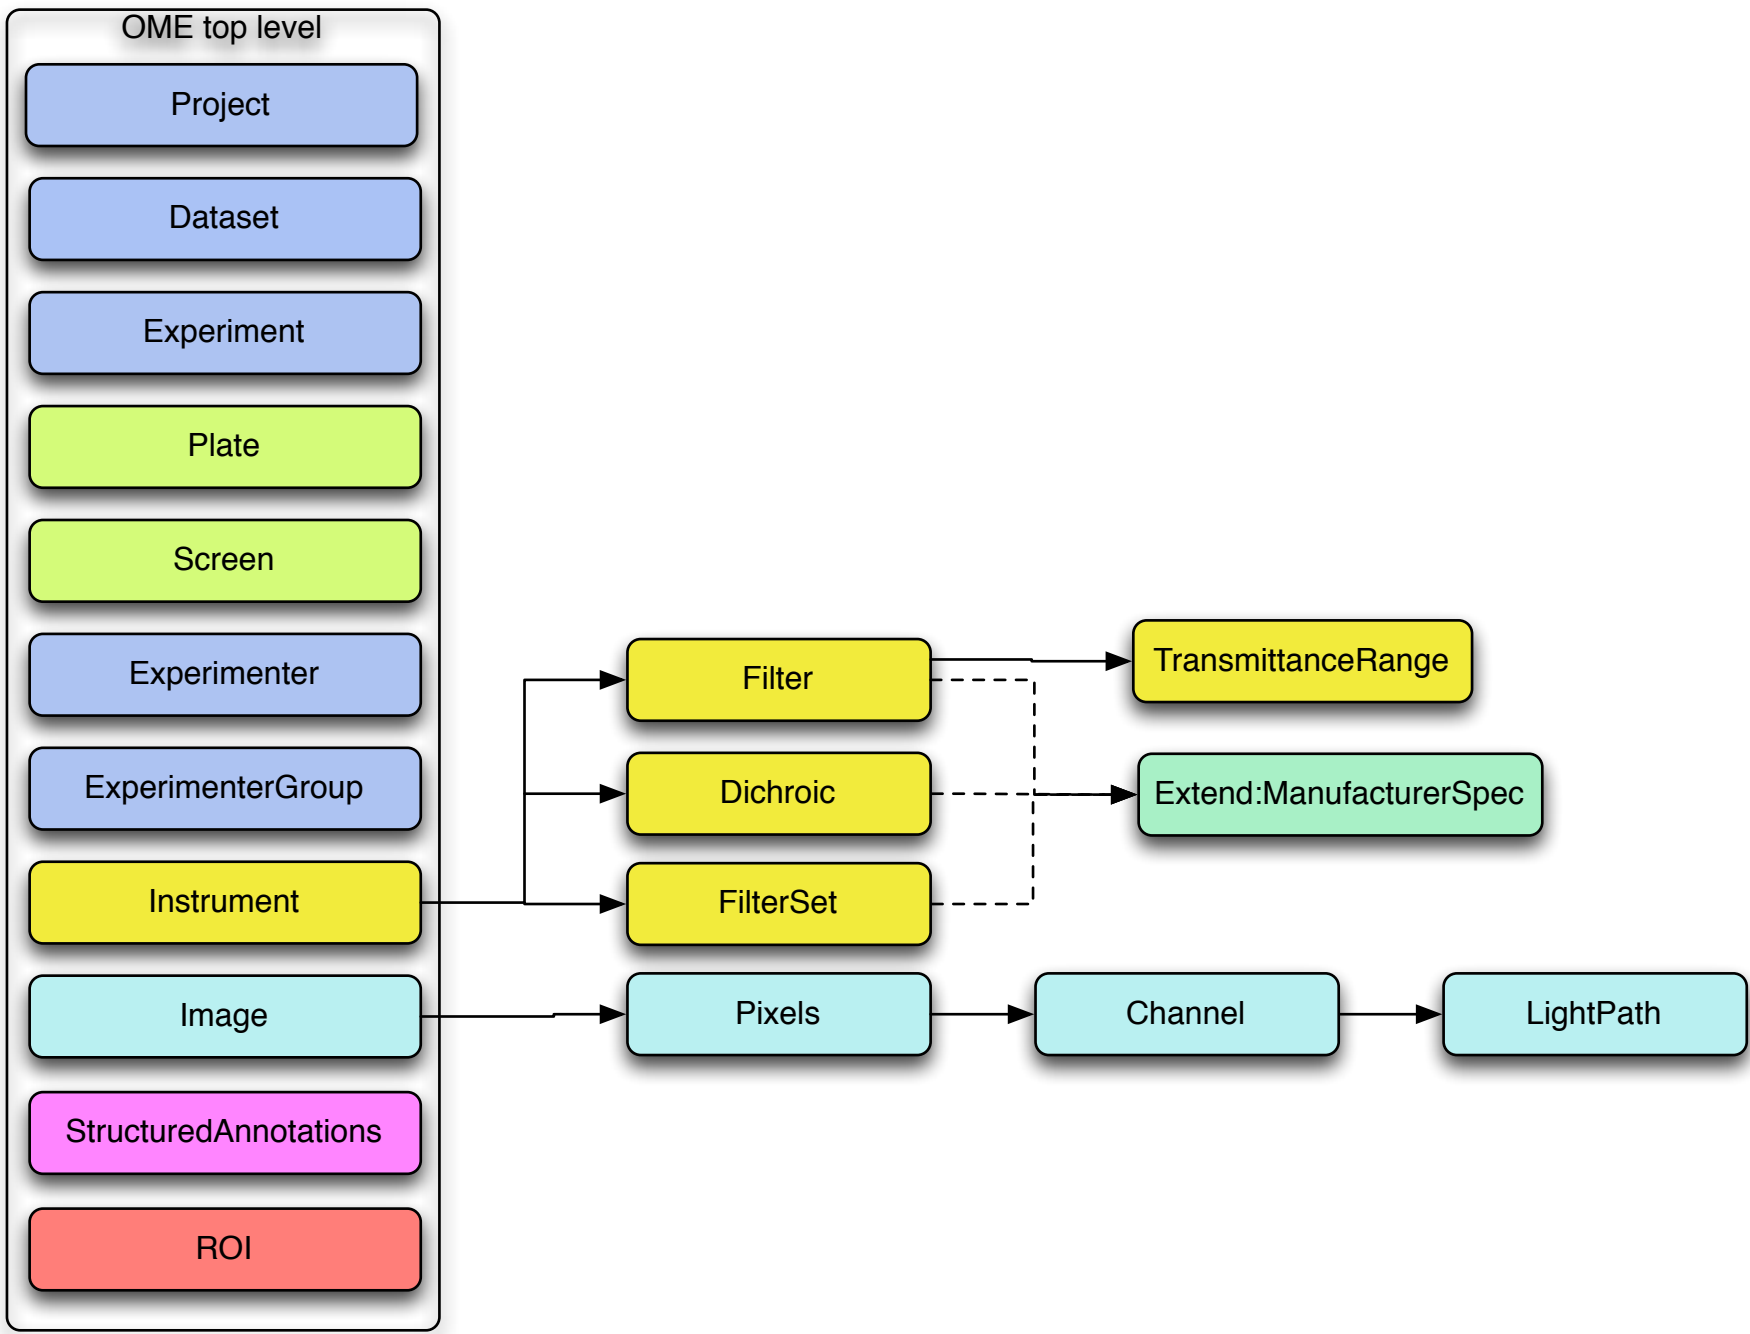 OME top level
Project
Dataset
Experiment
Plate
Screen
Experimenter
ExperimenterGroup
Instrument
Image
StructuredAnnotations
ROI
Filter
Dichroic
FilterSet
Pixels
TransmittanceRange
Extend:ManufacturerSpec
Channel
LightPath